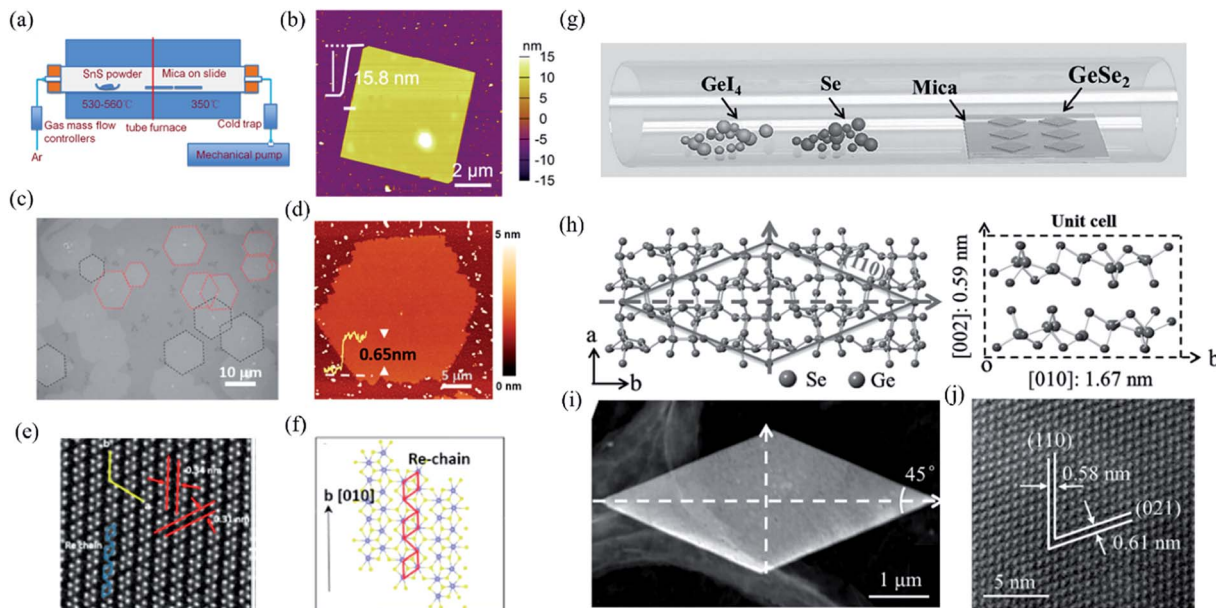 (a)
SnS powder
Mica on slide
530-560℃
350℃
Gas mass flow
controllers
tube furnace
Cold trap
Ar
Mechanical pump
(b)
15.8 nm
2 μm
nm
15
10
5
0
-5
-10
-15
(c)
10 μm
(d)
0.65nm
5 μm
5 nm
0 nm
(e)
b
a
0.34 nm
0.31 nm
Re chain
(f)
Re-chain
b [010]
(g)
GeI₄
Se
Mica
GeSe₂
(h)
(110)
a
b
Se
Ge
Unit cell
[002]: 0.59 nm
o
b
[010]: 1.67 nm
(i)
45°
1 μm
(j)
(110)
0.58 nm
(021)
0.61 nm
5 nm